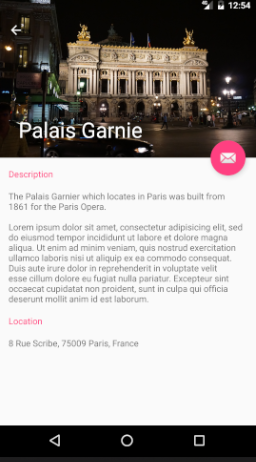 12:54
Palais Garnie
Description
The Palais Garnier which locates in Paris was built from
1861 for the Paris Opera.
Lorem ipsum dolor sit amet, consectetur adipisicing elit, sed
do eiusmod tempor incididunt ut labore et dolore magna
aliqua. Ut enim ad minim veniam, quis nostrud exercitation
ullamco laboris nisi ut aliquip ex ea commodo consequat.
Duis aute irure dolor in reprehenderit in voluptate velit
esse cillum dolore eu fugiat nulla pariatur. Excepteur sint
occaecat cupidatat non proident, sunt in culpa qui officia
deserunt mollit anim id est laborum.
Location
8 Rue Scribe, 75009 Paris, France